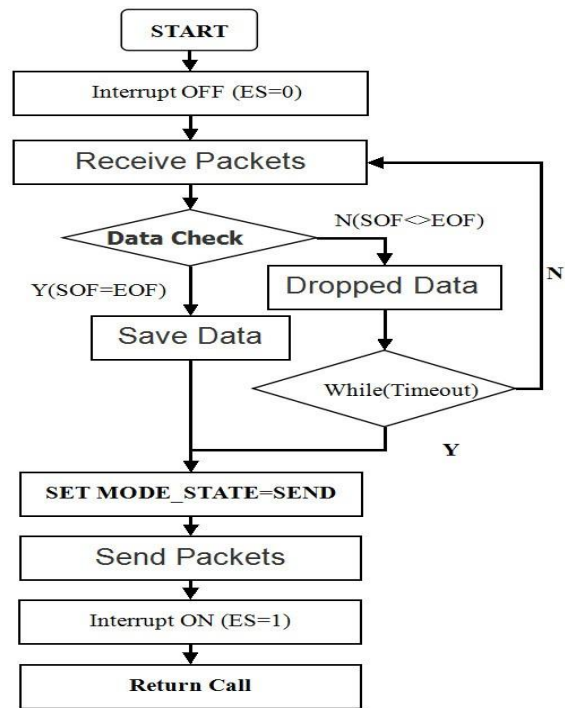 START
Interrupt OFF (ES=0)
Receive Packets
Data Check
N(SOF<>EOF)
N
Y(SOF=EOF)
Dropped Data
Save Data
While(Timeout)
Y
SET MODE_STATE=SEND
Send Packets
Interrupt ON (ES=1)
Return Call